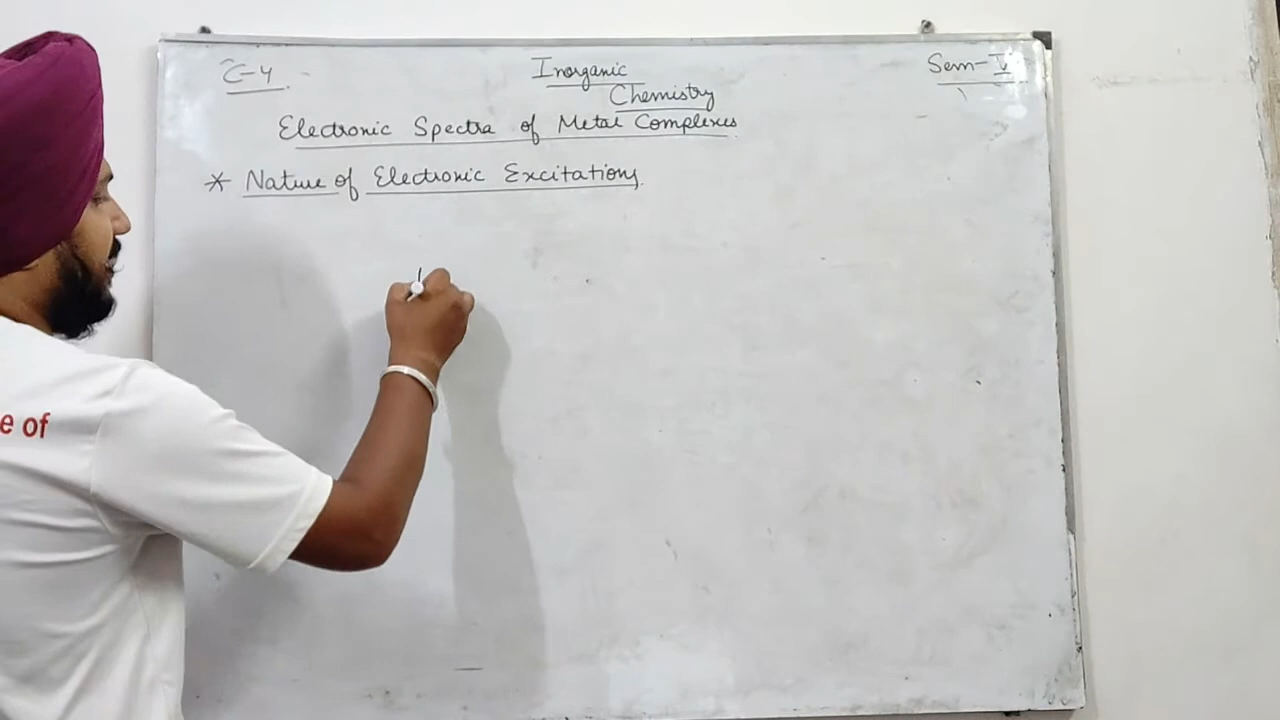 C-4
Inorganic
Chemistry
Sem-V
Electronic Spectra of Metal Complexes
* Nature of Electronic Excitations
e of